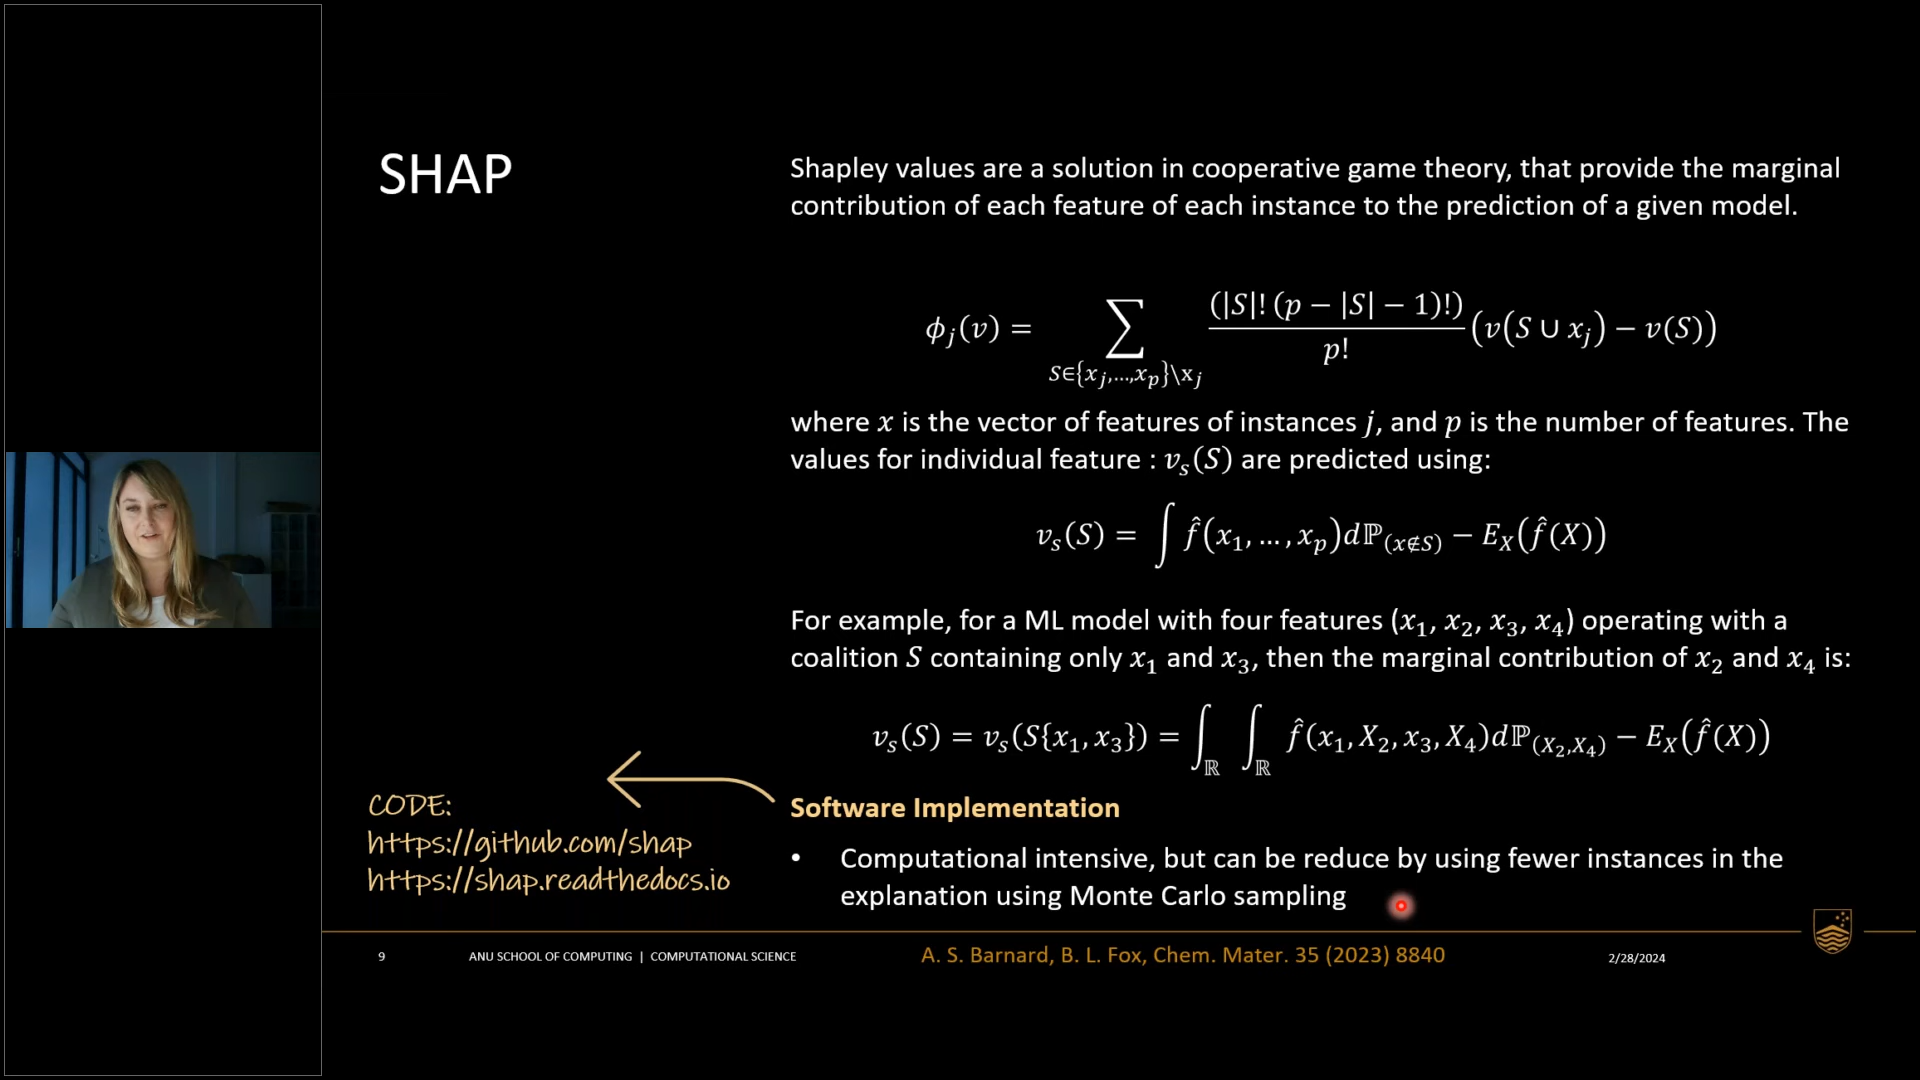 SHAP
Shapley values are a solution in cooperative game theory, that provide the marginal
contribution of each feature of each instance to the prediction of a given model.
ϕ_j(v) = ∑_{S∈{x_j,…,x_p}\x_j} (|S|! (p − |S| − 1)!) / p! (v(S ∪ x_j) − v(S))
where x is the vector of features of instances j, and p is the number of features. The
values for individual feature : v_s(S) are predicted using:
v_s(S) = ∫ f̂(x_1, … , x_p)dℙ_(x∉S) − E_X(f̂(X))
For example, for a ML model with four features (x_1, x_2, x_3, x_4) operating with a
coalition S containing only x_1 and x_3, then the marginal contribution of x_2 and x_4 is:
v_s(S) = v_s(S{x_1, x_3}) = ∫_ℝ ∫_ℝ f̂(x_1, X_2, x_3, X_4)dℙ_(X_2,X_4) − E_X(f̂(X))
Software Implementation
• Computational intensive, but can be reduce by using fewer instances in the
explanation using Monte Carlo sampling
CODE:
https://github.com/shap
https://shap.readthedocs.io
9
ANU SCHOOL OF COMPUTING | COMPUTATIONAL SCIENCE
A. S. Barnard, B. L. Fox, Chem. Mater. 35 (2023) 8840
2/28/2024